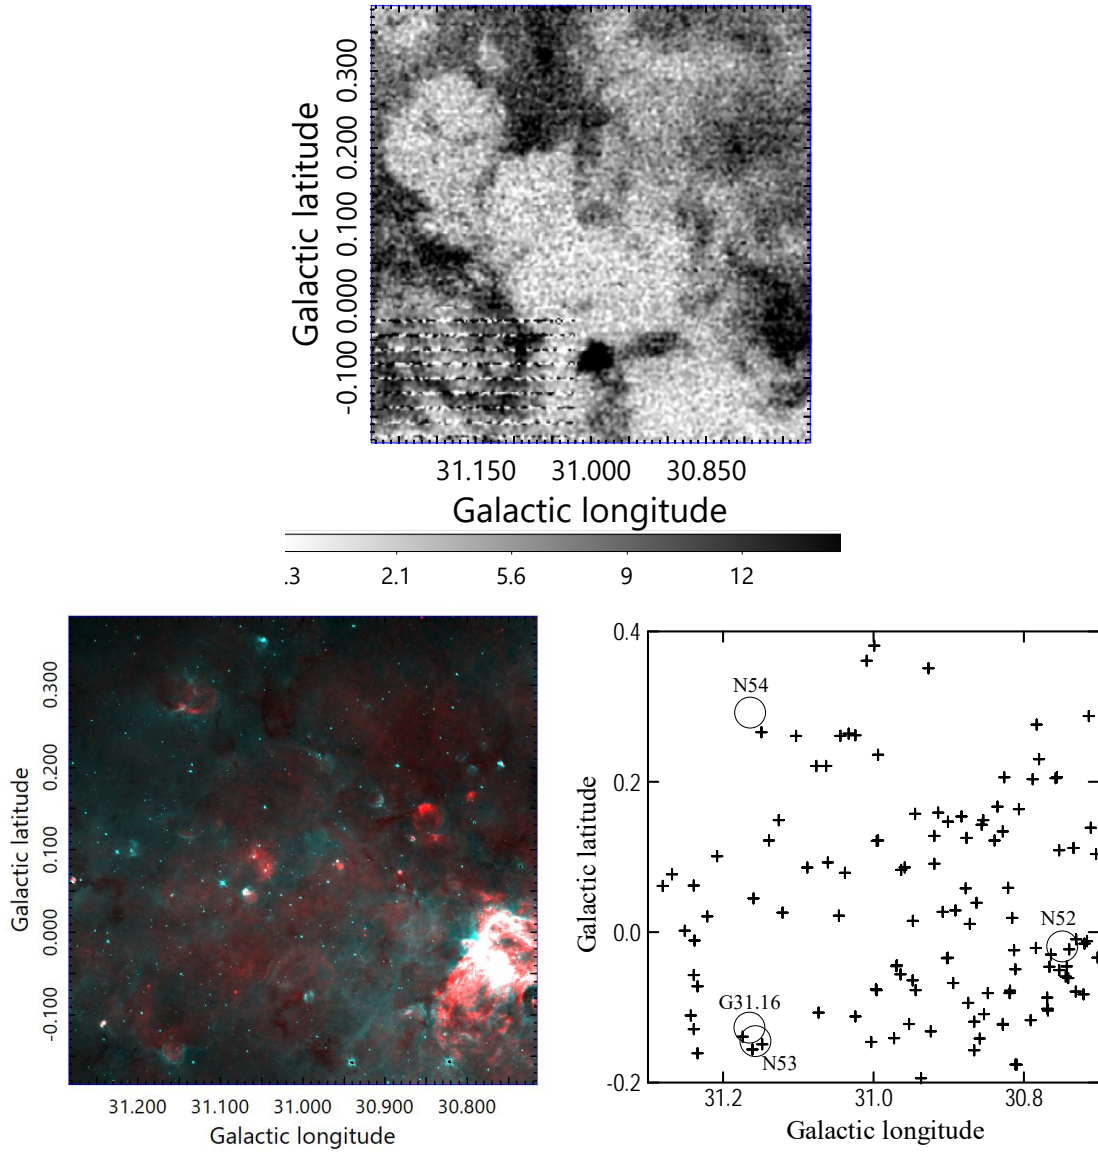 Galactic latitude
0.300
0.200
0.100
0.000
-0.100
31.150 31.000 30.850
Galactic longitude
.3 2.1 5.6 9 12
Galactic latitude
0.300
0.200
0.100
0.000
-0.100
31.200 31.100 31.000 30.900 30.800
Galactic longitude
Galactic latitude
0.4
0.2
0.0
-0.2
N54
N52
G31.16
N53
31.2 31.0 30.8
Galactic longitude